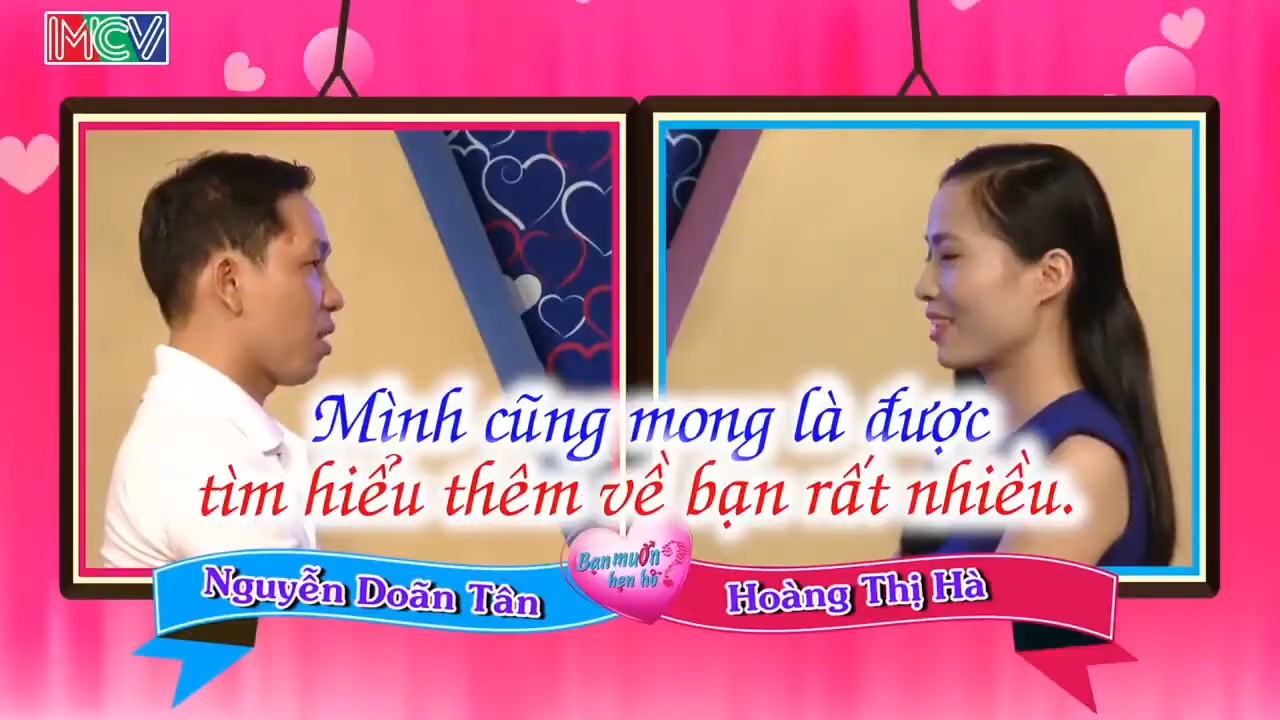 MCV
Mình cũng mong là được
tìm hiểu thêm về bạn rất nhiều.
Bạn muốn
hẹn hò
Nguyễn Doãn Tân
Hoàng Thị Hà